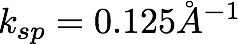 k_{sp} = 0.125Å^{-1}